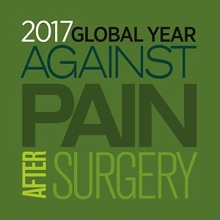 2017 GLOBAL YEAR
AGAINST
PAIN
AFTER SURGERY